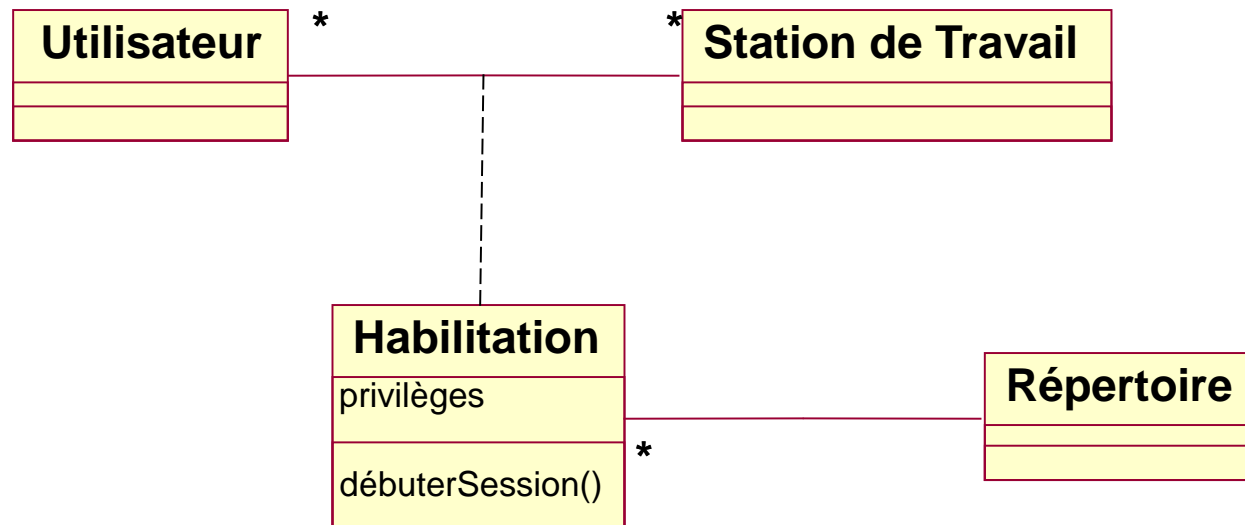 Utilisateur
*
*
Station de Travail
Habilitation
privilèges
débuterSession()
*
Répertoire